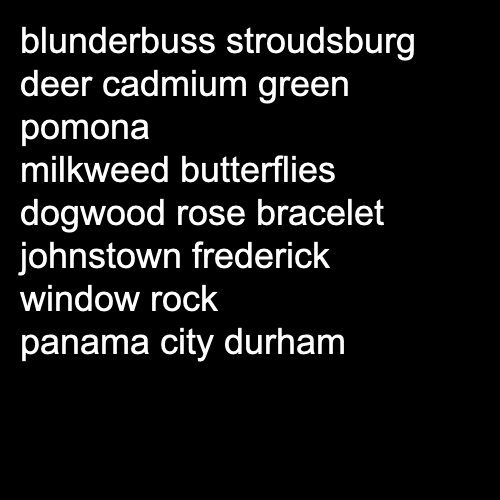 blunderbuss stroudsburg
deer cadmium green
pomona
milkweed butterflies
dogwood rose bracelet
johnstown frederick
window rock
panama city durham